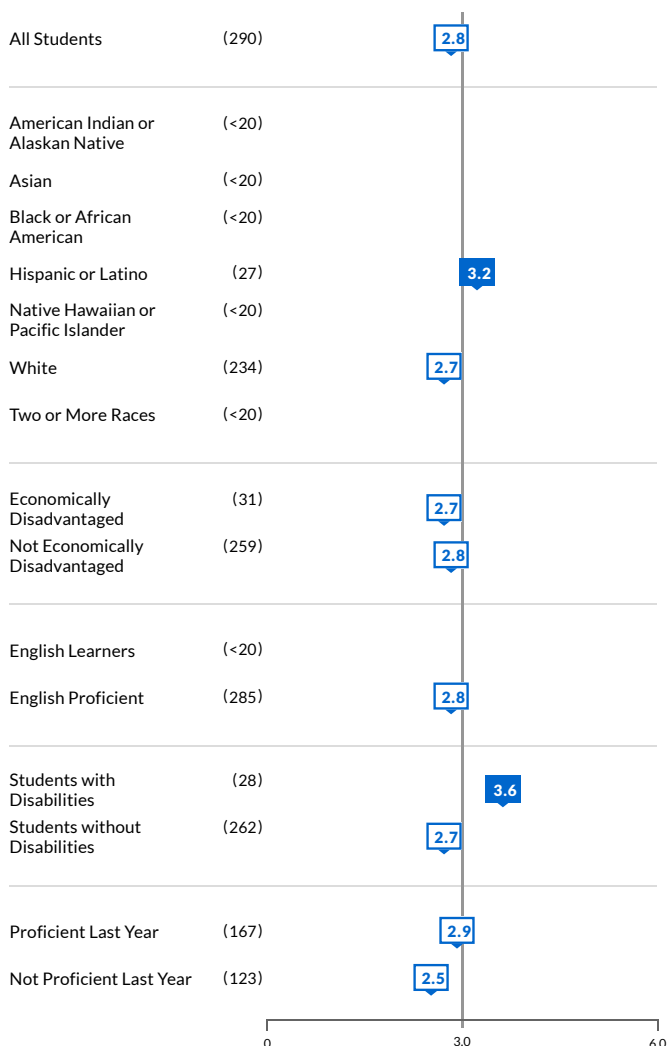 All Students (290) 2.8
American Indian or (<20)
Alaskan Native
Asian (<20)
Black or African (<20)
American
Hispanic or Latino (27) 3.2
Native Hawaiian or (<20)
Pacific Islander
White (234) 2.7
Two or More Races (<20)
Economically (31) 2.7
Disadvantaged
Not Economically (259) 2.8
Disadvantaged
English Learners (<20)
English Proficient (285) 2.8
Students with (28) 3.6
Disabilities
Students without (262) 2.7
Disabilities
Proficient Last Year (167) 2.9
Not Proficient Last Year (123) 2.5
0 3.0 6.0